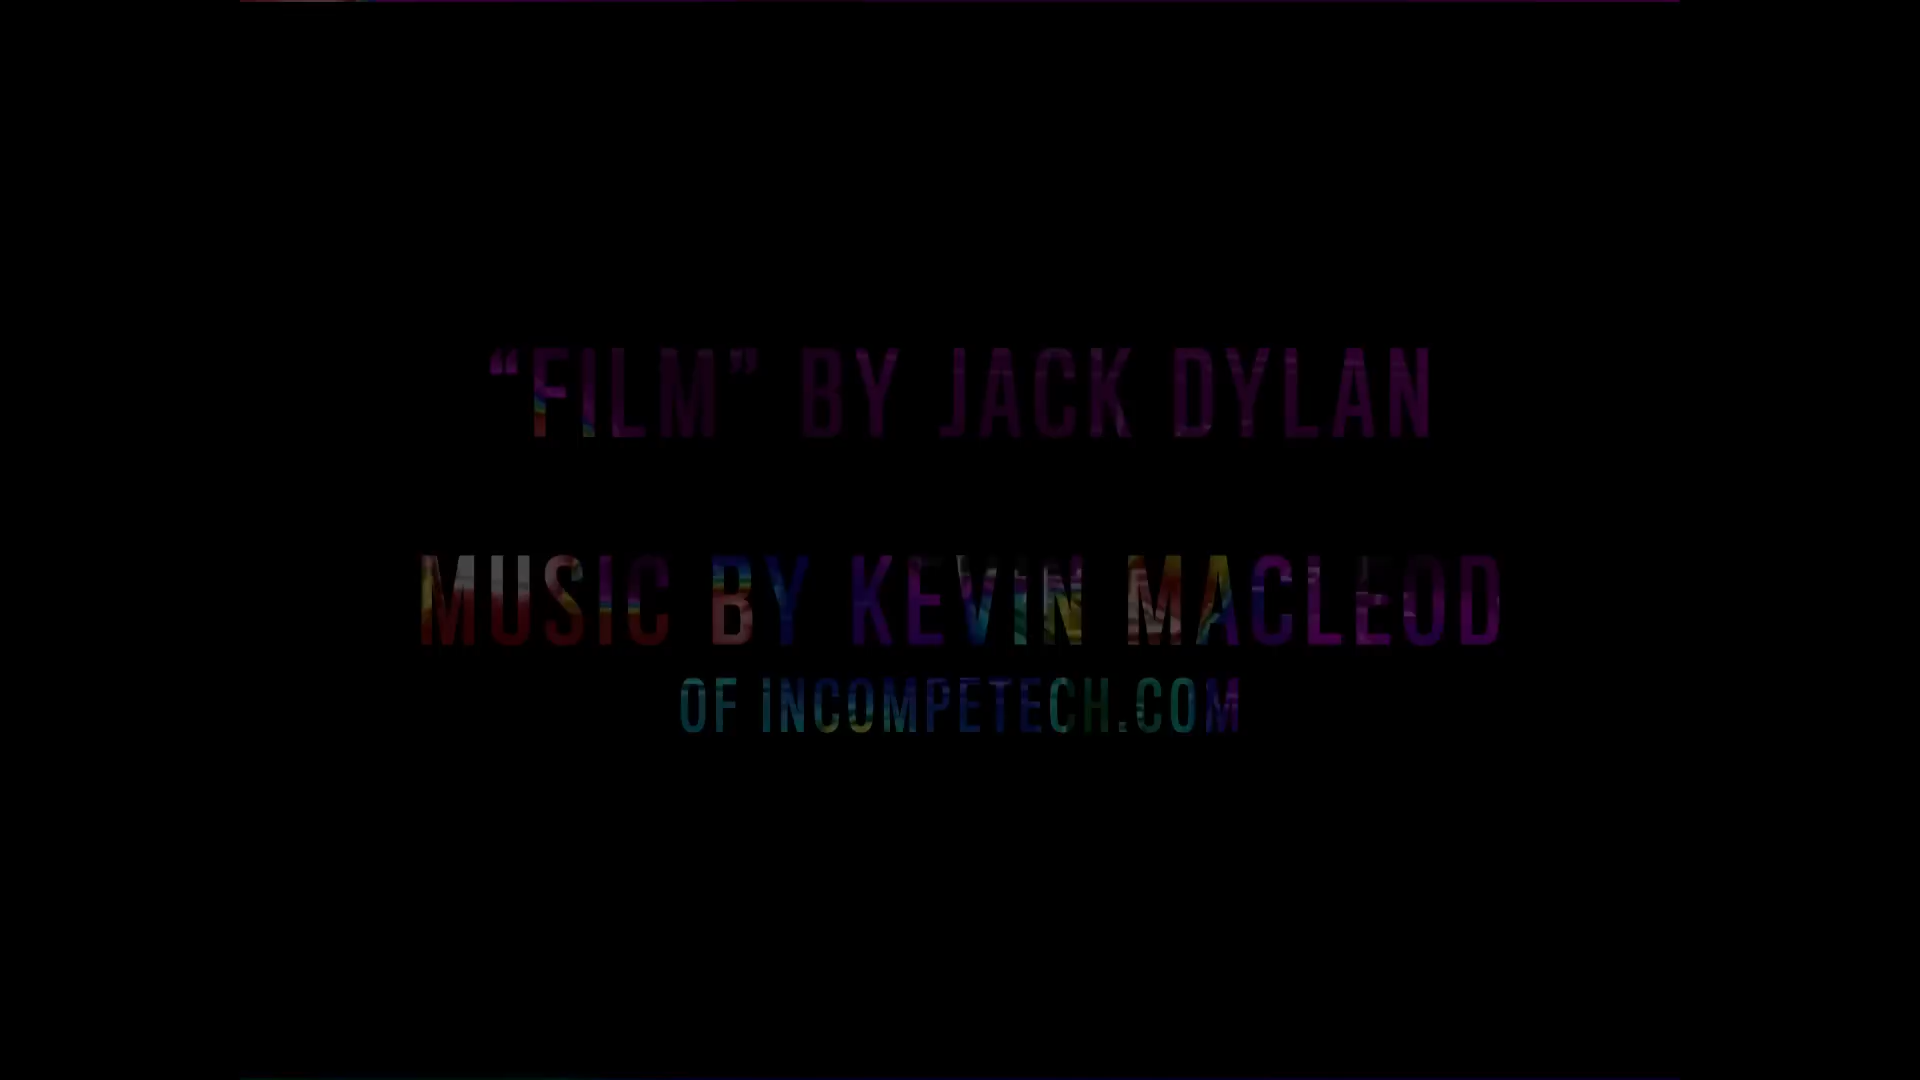 “FILM” BY JACK DYLAN
MUSIC BY KEVIN MACLEOD
OF INCOMPETECH.COM